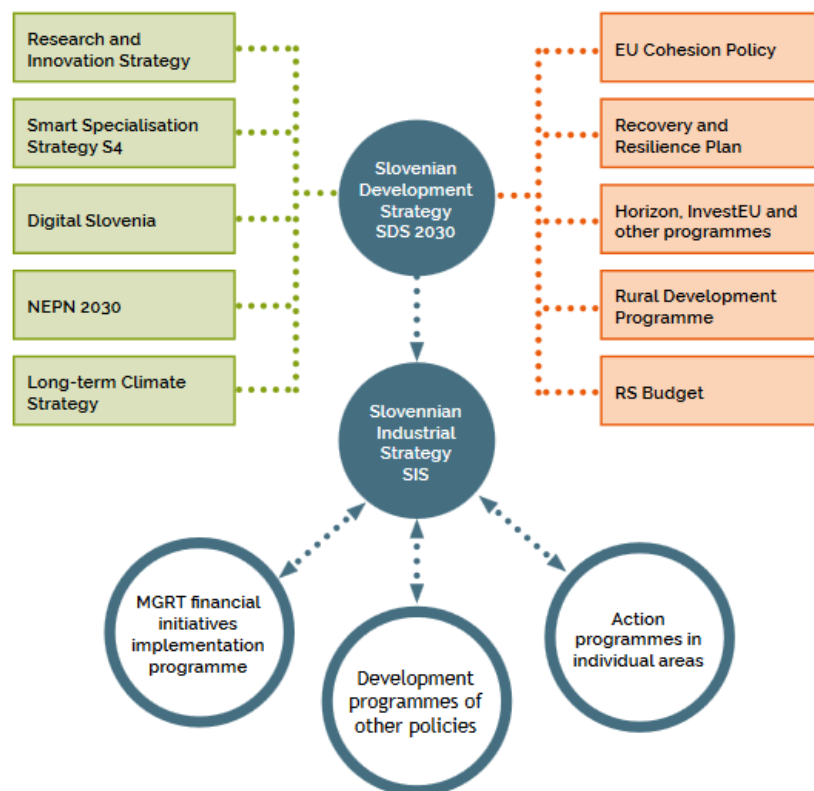 Research and
Innovation Strategy
Smart Specialisation
Strategy S4
Digital Slovenia
NEPN 2030
Long-term Climate
Strategy
Slovenian
Development
Strategy
SDS 2030
EU Cohesion Policy
Recovery and
Resilience Plan
Horizon, InvestEU and
other programmes
Rural Development
Programme
RS Budget
Slovennian
Industrial
Strategy
SIS
MGRT financial
initiatives
implementation
programme
Development
programmes of
other policies
Action
programmes in
individual areas